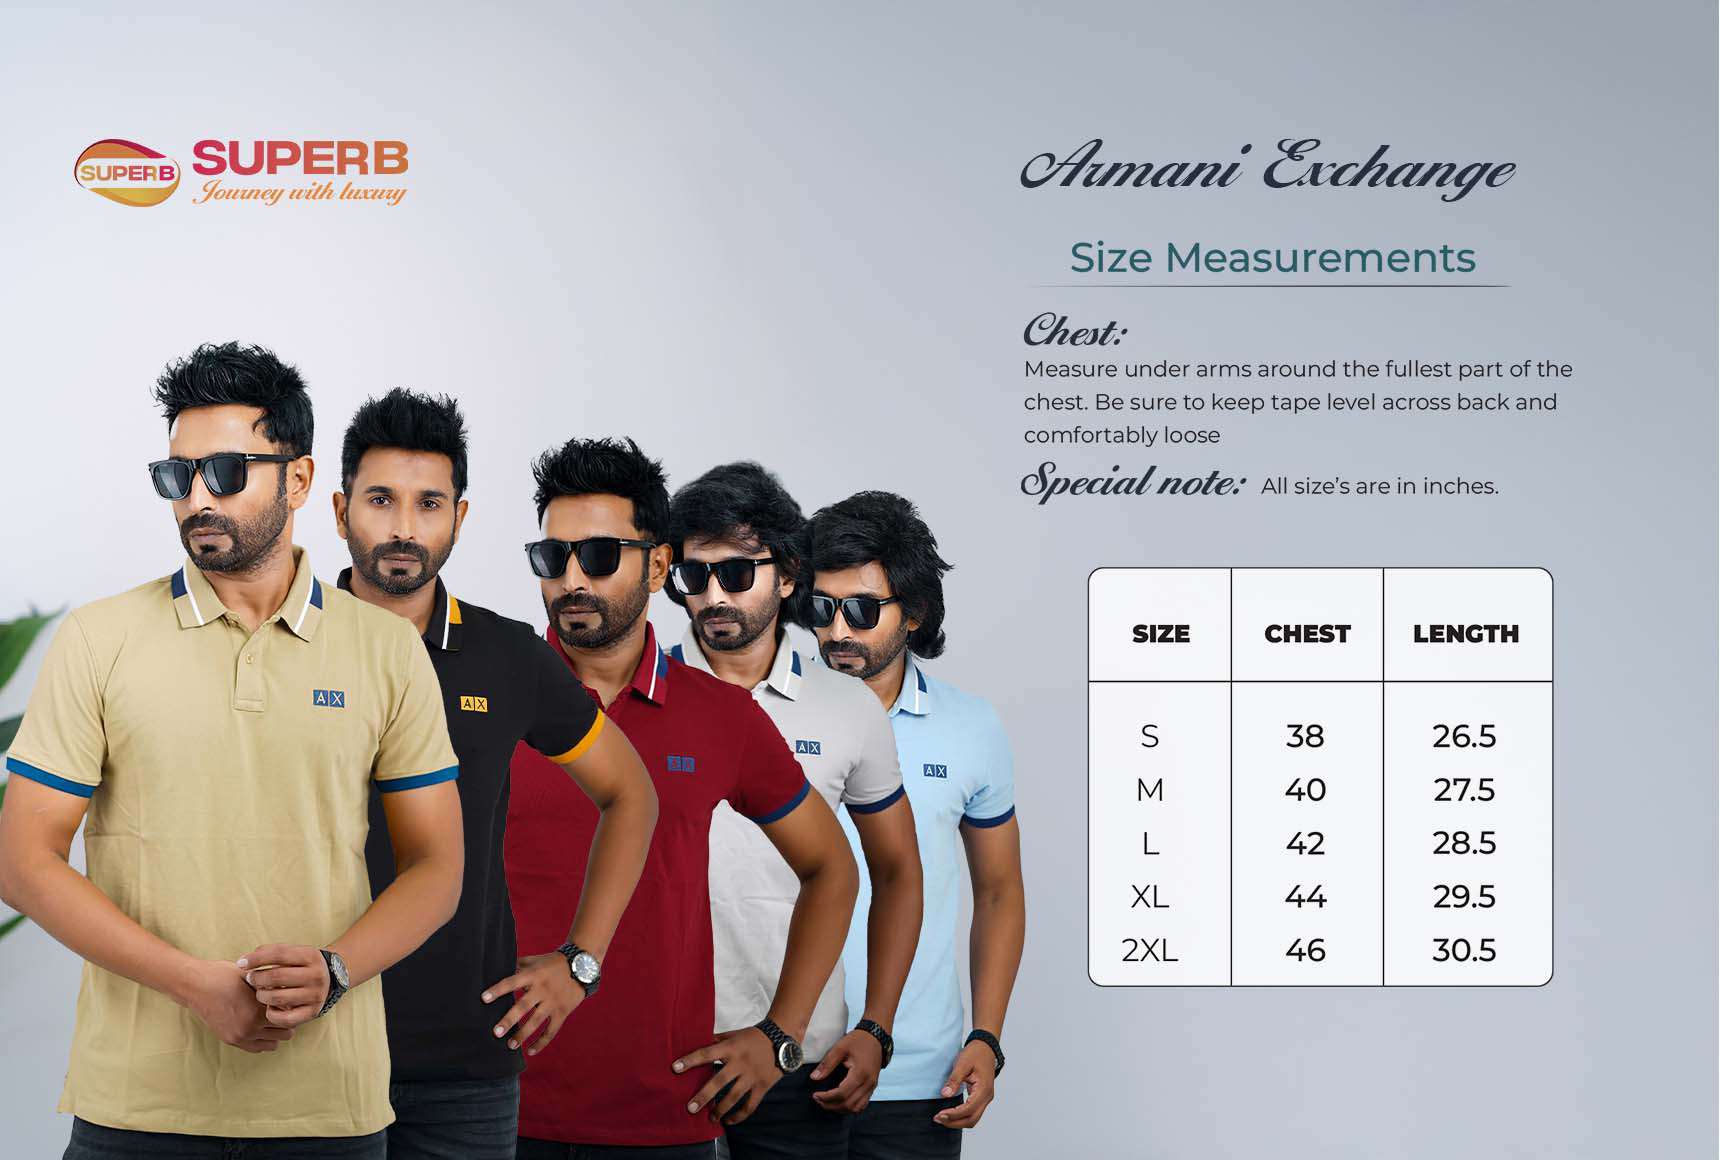 SUPERB
SUPERB
Journey with luxury
Armani Exchange
Size Measurements
Chest:
Measure under arms around the fullest part of the
chest. Be sure to keep tape level across back and
comfortably loose
Special note: All size’s are in inches.
SIZE CHEST LENGTH
S 38 26.5
M 40 27.5
L 42 28.5
XL 44 29.5
2XL 46 30.5
AX
AX
AX
AX
AX